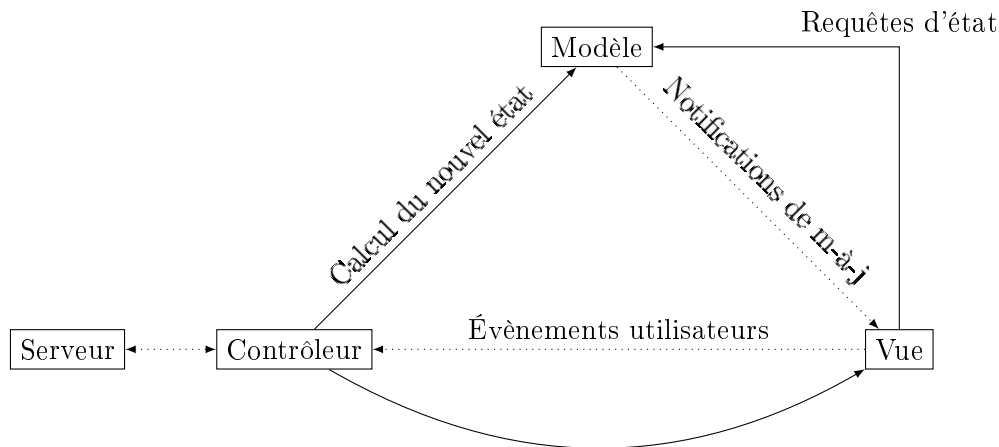 Requêtes d'état
Modèle
Calcul du nouvel état
Notifications de m-à-j
Évènements utilisateurs
Serveur
Contrôleur
Vue